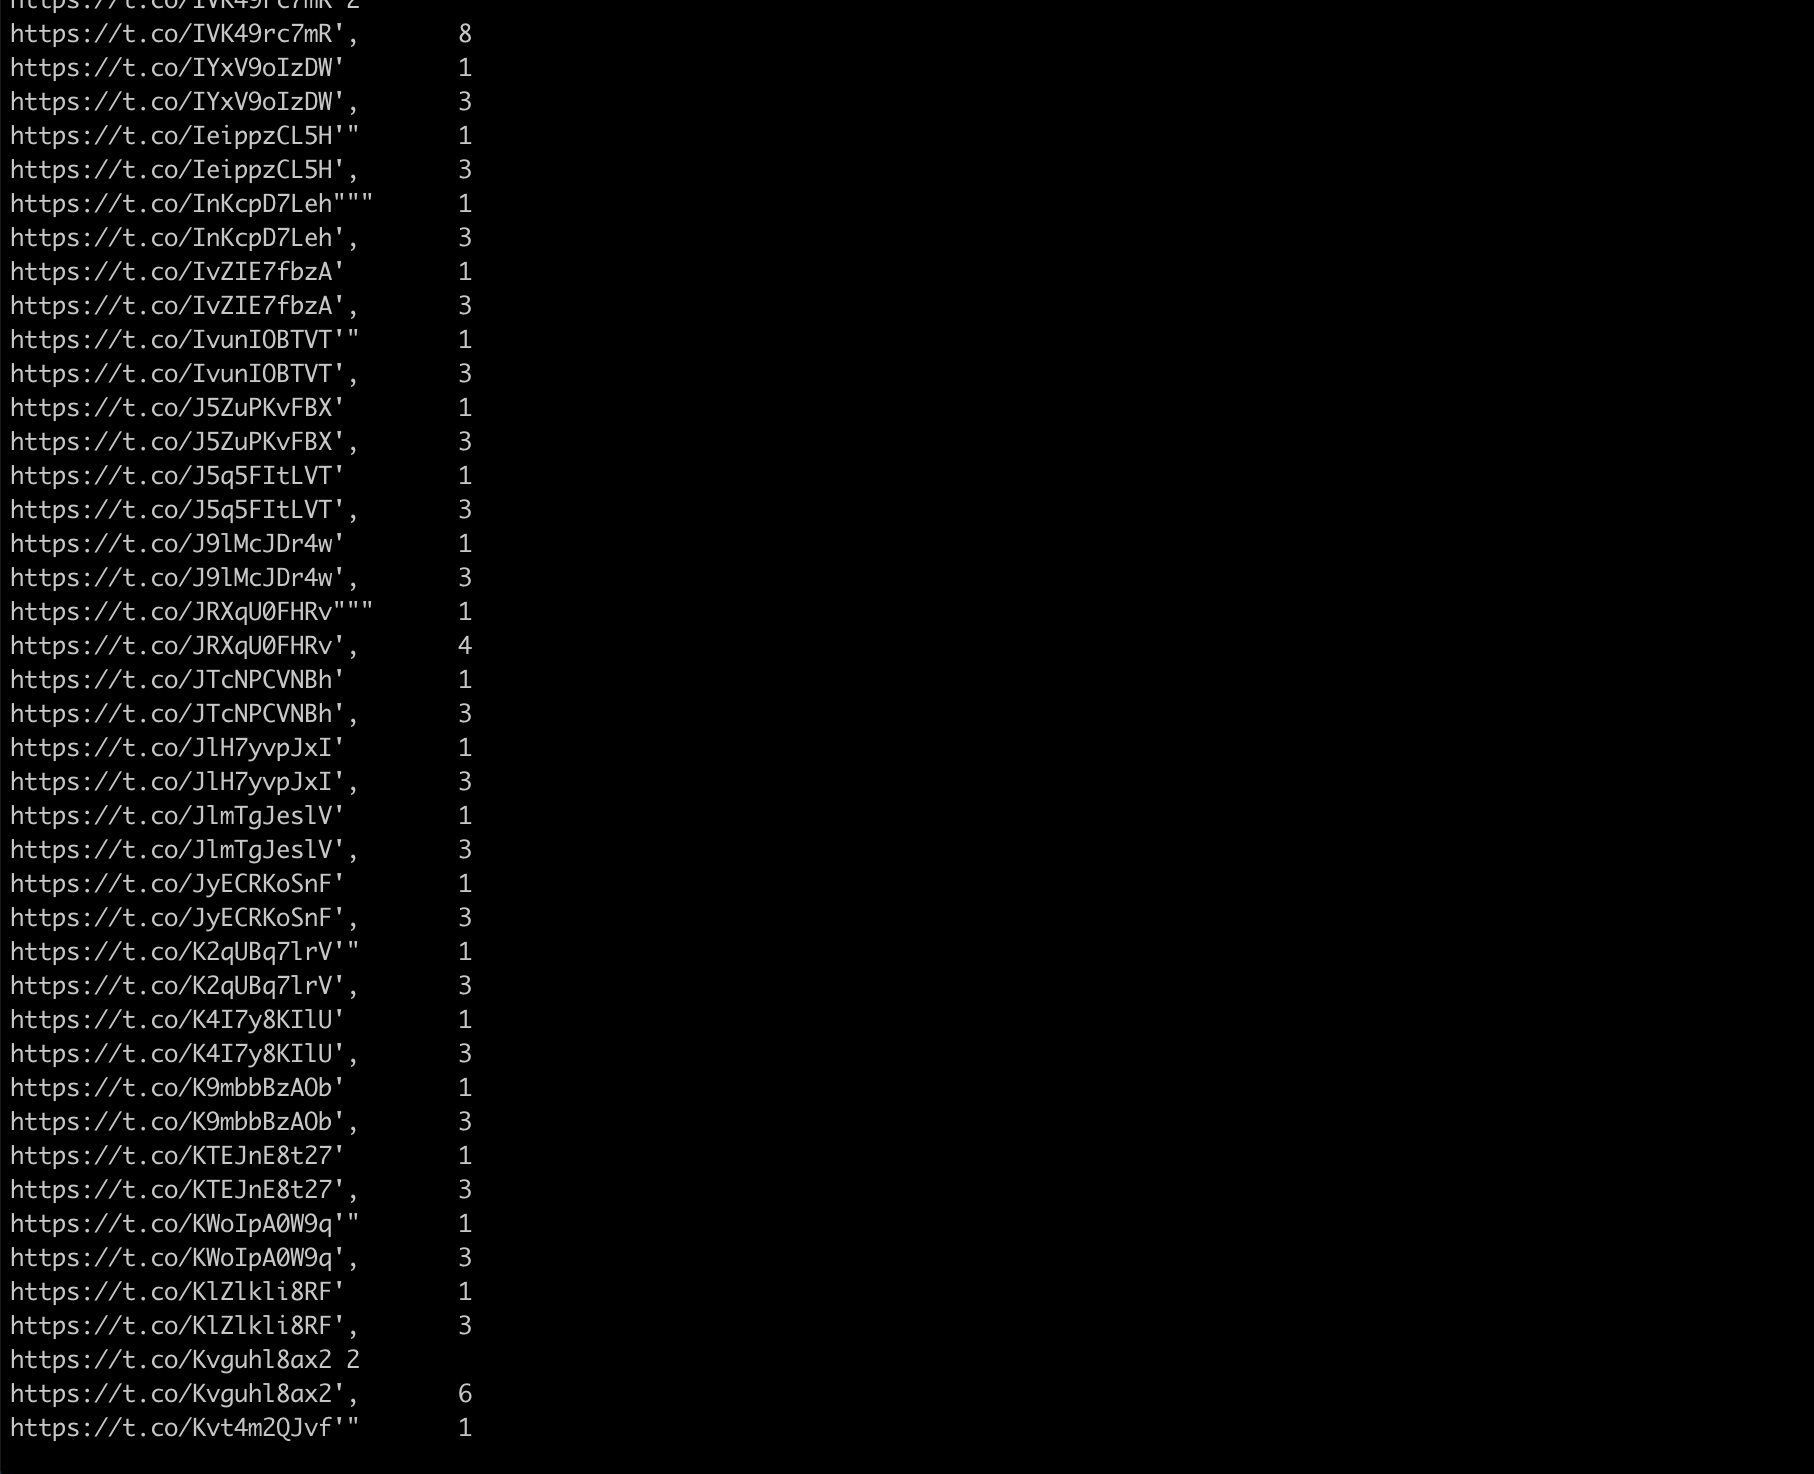 https://t.co/IVK49rc7mR 2
https://t.co/IVK49rc7mR', 8
https://t.co/IYxV9oIzDW' 1
https://t.co/IYxV9oIzDW', 3
https://t.co/IeippzCL5H'" 1
https://t.co/IeippzCL5H', 3
https://t.co/InKcpD7Leh""" 1
https://t.co/InKcpD7Leh', 3
https://t.co/IvZIE7fbzA' 1
https://t.co/IvZIE7fbzA', 3
https://t.co/IvunIOBTVT'" 1
https://t.co/IvunIOBTVT', 3
https://t.co/J5ZuPKvFBX' 1
https://t.co/J5ZuPKvFBX', 3
https://t.co/J5q5FItLVT' 1
https://t.co/J5q5FItLVT', 3
https://t.co/J9lMcJDr4w' 1
https://t.co/J9lMcJDr4w', 3
https://t.co/JRXqU0FHRv""" 1
https://t.co/JRXqU0FHRv', 4
https://t.co/JTcNPCVNBh' 1
https://t.co/JTcNPCVNBh', 3
https://t.co/JlH7yvpJxI' 1
https://t.co/JlH7yvpJxI', 3
https://t.co/JlmTgJeslV' 1
https://t.co/JlmTgJeslV', 3
https://t.co/JyECRKoSnF' 1
https://t.co/JyECRKoSnF', 3
https://t.co/K2qUBq7lrV'" 1
https://t.co/K2qUBq7lrV', 3
https://t.co/K4I7y8KIlU' 1
https://t.co/K4I7y8KIlU', 3
https://t.co/K9mbbBzAOb' 1
https://t.co/K9mbbBzAOb', 3
https://t.co/KTEJnE8t27' 1
https://t.co/KTEJnE8t27', 3
https://t.co/KWoIpA0W9q'" 1
https://t.co/KWoIpA0W9q', 3
https://t.co/KlZlkli8RF' 1
https://t.co/KlZlkli8RF', 3
https://t.co/Kvguhl8ax2 2
https://t.co/Kvguhl8ax2', 6
https://t.co/Kvt4m2QJvf'" 1